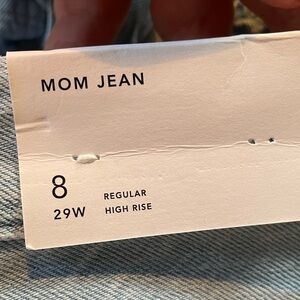 MOM JEAN
8 REGULAR
29W HIGH RISE